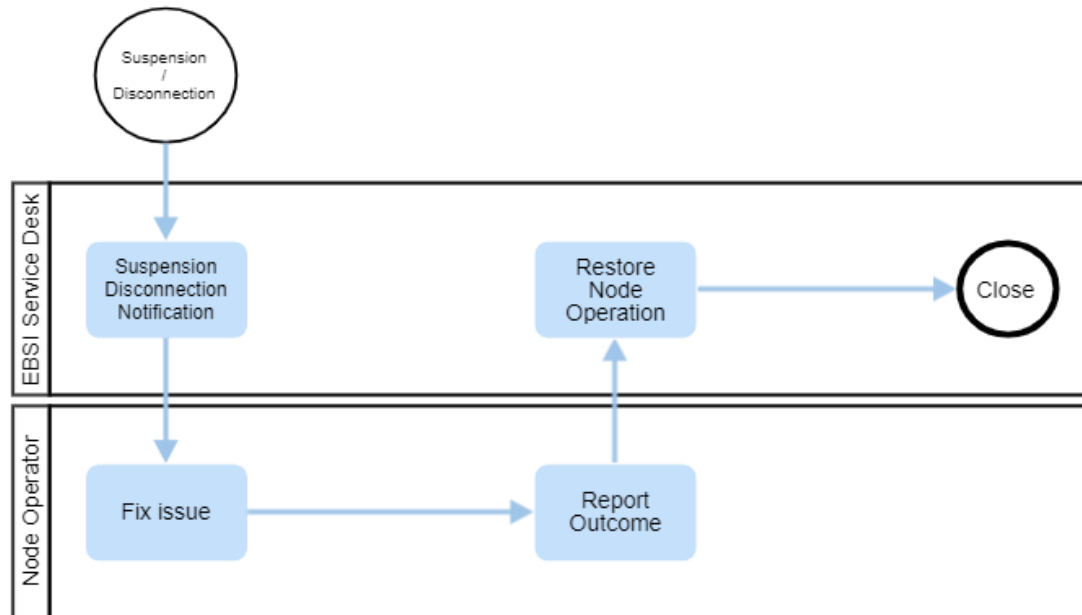 Suspension
/
Disconnection
EBSI Service Desk
Suspension
Disconnection
Notification
Restore
Node
Operation
Close
Node Operator
Fix issue
Report
Outcome